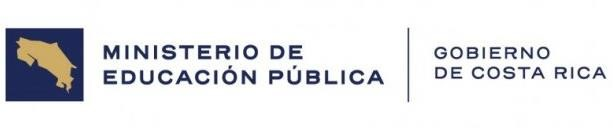 MINISTERIO DE
EDUCACIÓN PÚBLICA
GOBIERNO
DE COSTA RICA